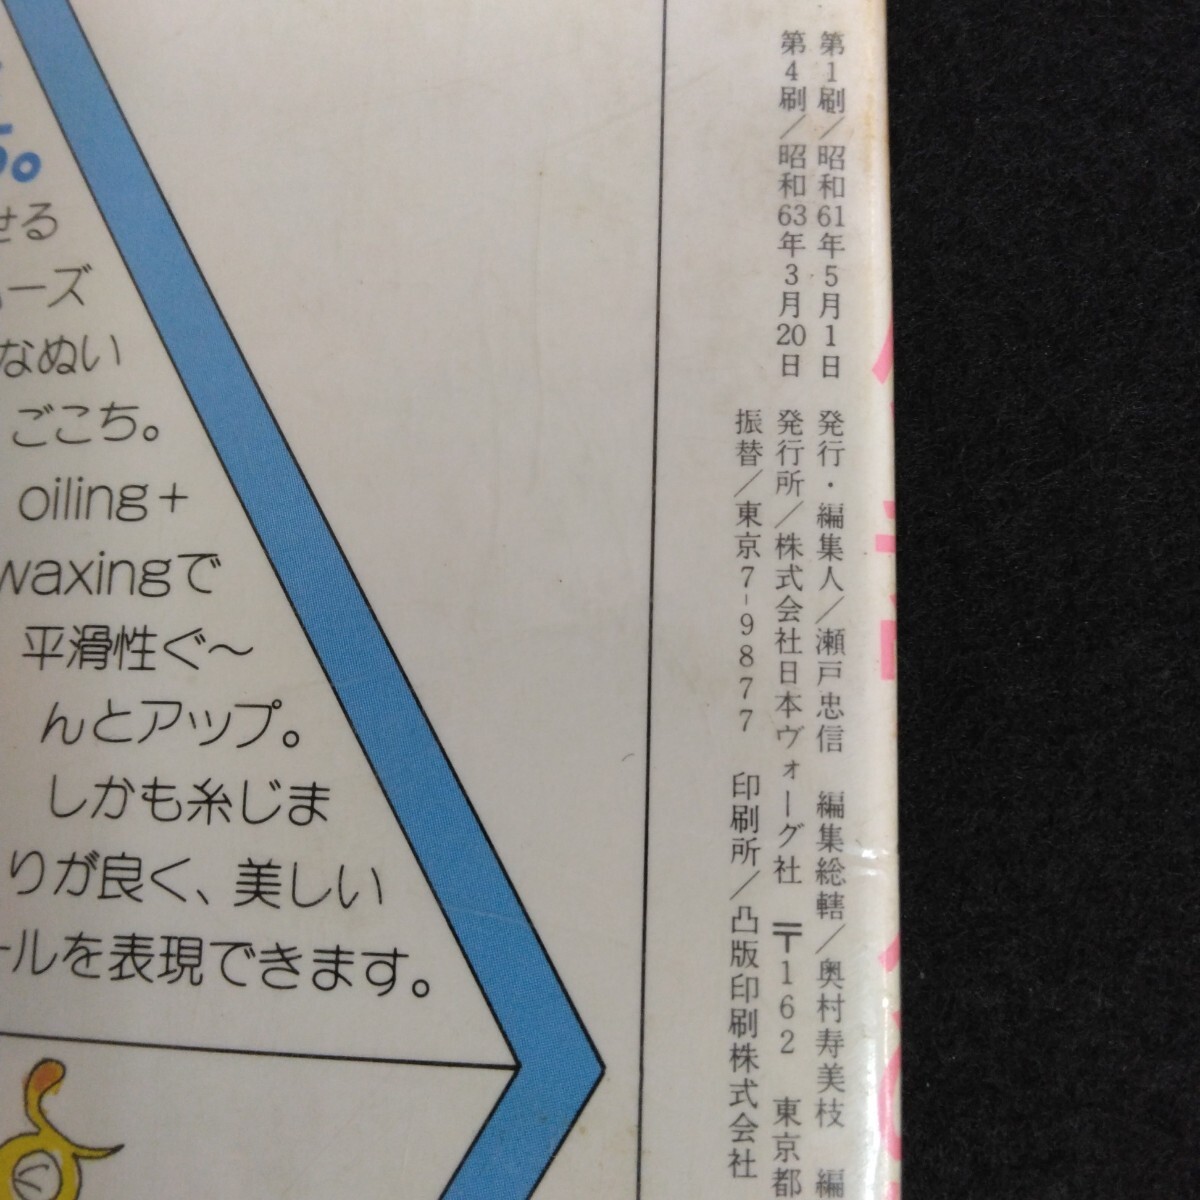 第1刷／昭和61年5月1日　発行・編集人／瀬戸忠信　編集総轄／奥村寿美枝　編
第4刷／昭和63年3月20日　発行所／株式会社日本ヴォーグ社　〒162　東京都
振替／東京7-9877　印刷所／凸版印刷株式会社
る。
せる
ーズ
なぬい
ごこち。
oiling＋
waxingで
平滑性ぐ〜
んとアップ。
しかも糸じま
りが良く、美しい
ールを表現できます。